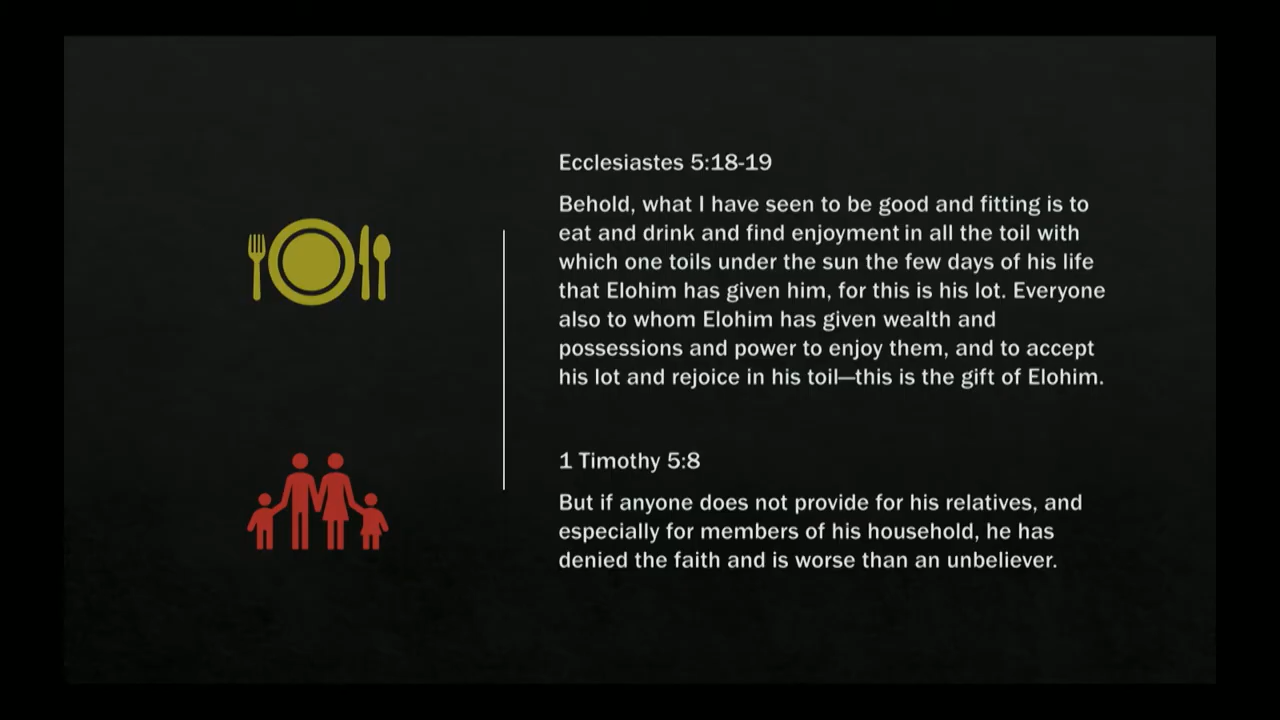 Ecclesiastes 5:18-19
Behold, what I have seen to be good and fitting is to
eat and drink and find enjoyment in all the toil with
which one toils under the sun the few days of his life
that Elohim has given him, for this is his lot. Everyone
also to whom Elohim has given wealth and
possessions and power to enjoy them, and to accept
his lot and rejoice in his toil—this is the gift of Elohim.
1 Timothy 5:8
But if anyone does not provide for his relatives, and
especially for members of his household, he has
denied the faith and is worse than an unbeliever.